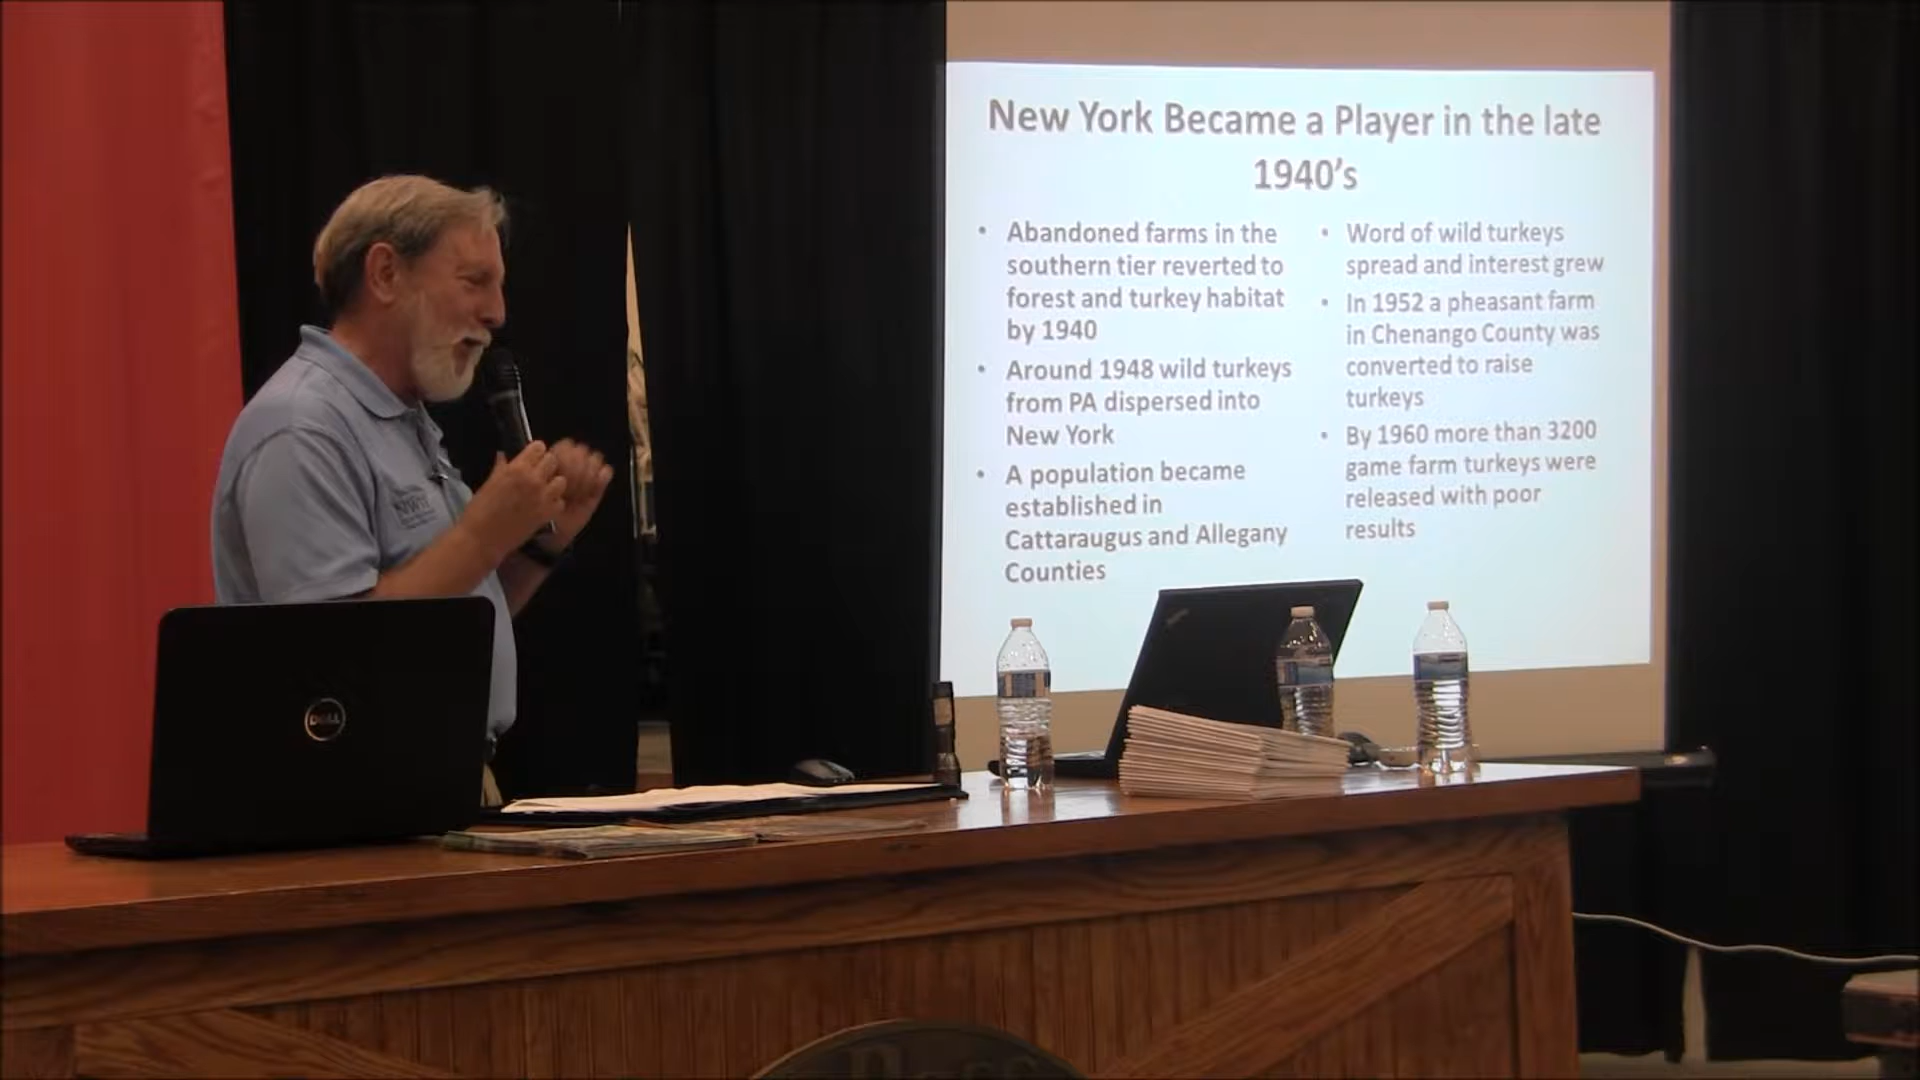 New York Became a Player in the late
1940's
• Abandoned farms in the
southern tier reverted to
forest and turkey habitat
by 1940
• Around 1948 wild turkeys
from PA dispersed into
New York
• A population became
established in
Cattaraugus and Allegany
Counties
• Word of wild turkeys
spread and interest grew
• In 1952 a pheasant farm
in Chenango County was
converted to raise
turkeys
• By 1960 more than 3200
game farm turkeys were
released with poor
results
NWTF
DELL